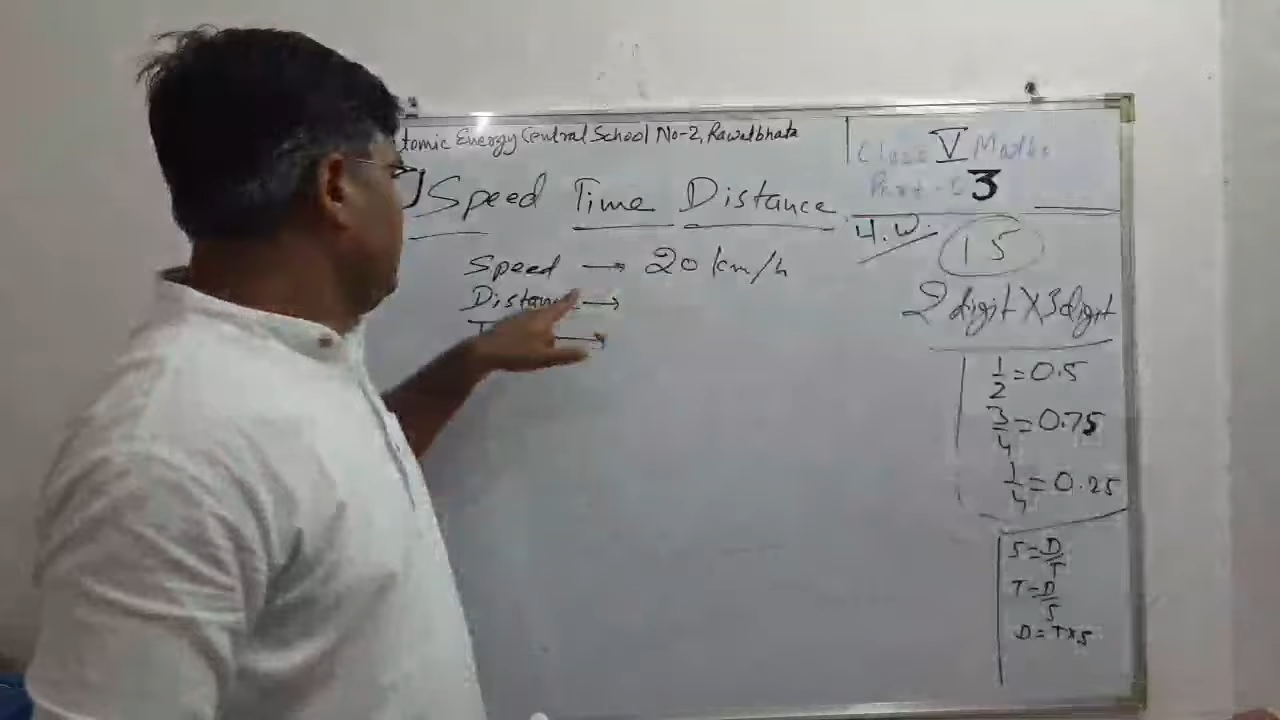 tomic Energy Central School No-2, Rawatbhata
Class V Maths
Part-
3
Speed Time Distance
H.W.
15
Speed → 20 km/h
Distance →
T →
2 digit X 3 digit
1/2 = 0.5
3/4 = 0.75
1/4 = 0.25
S = D/T
T = D/S
D = T×S